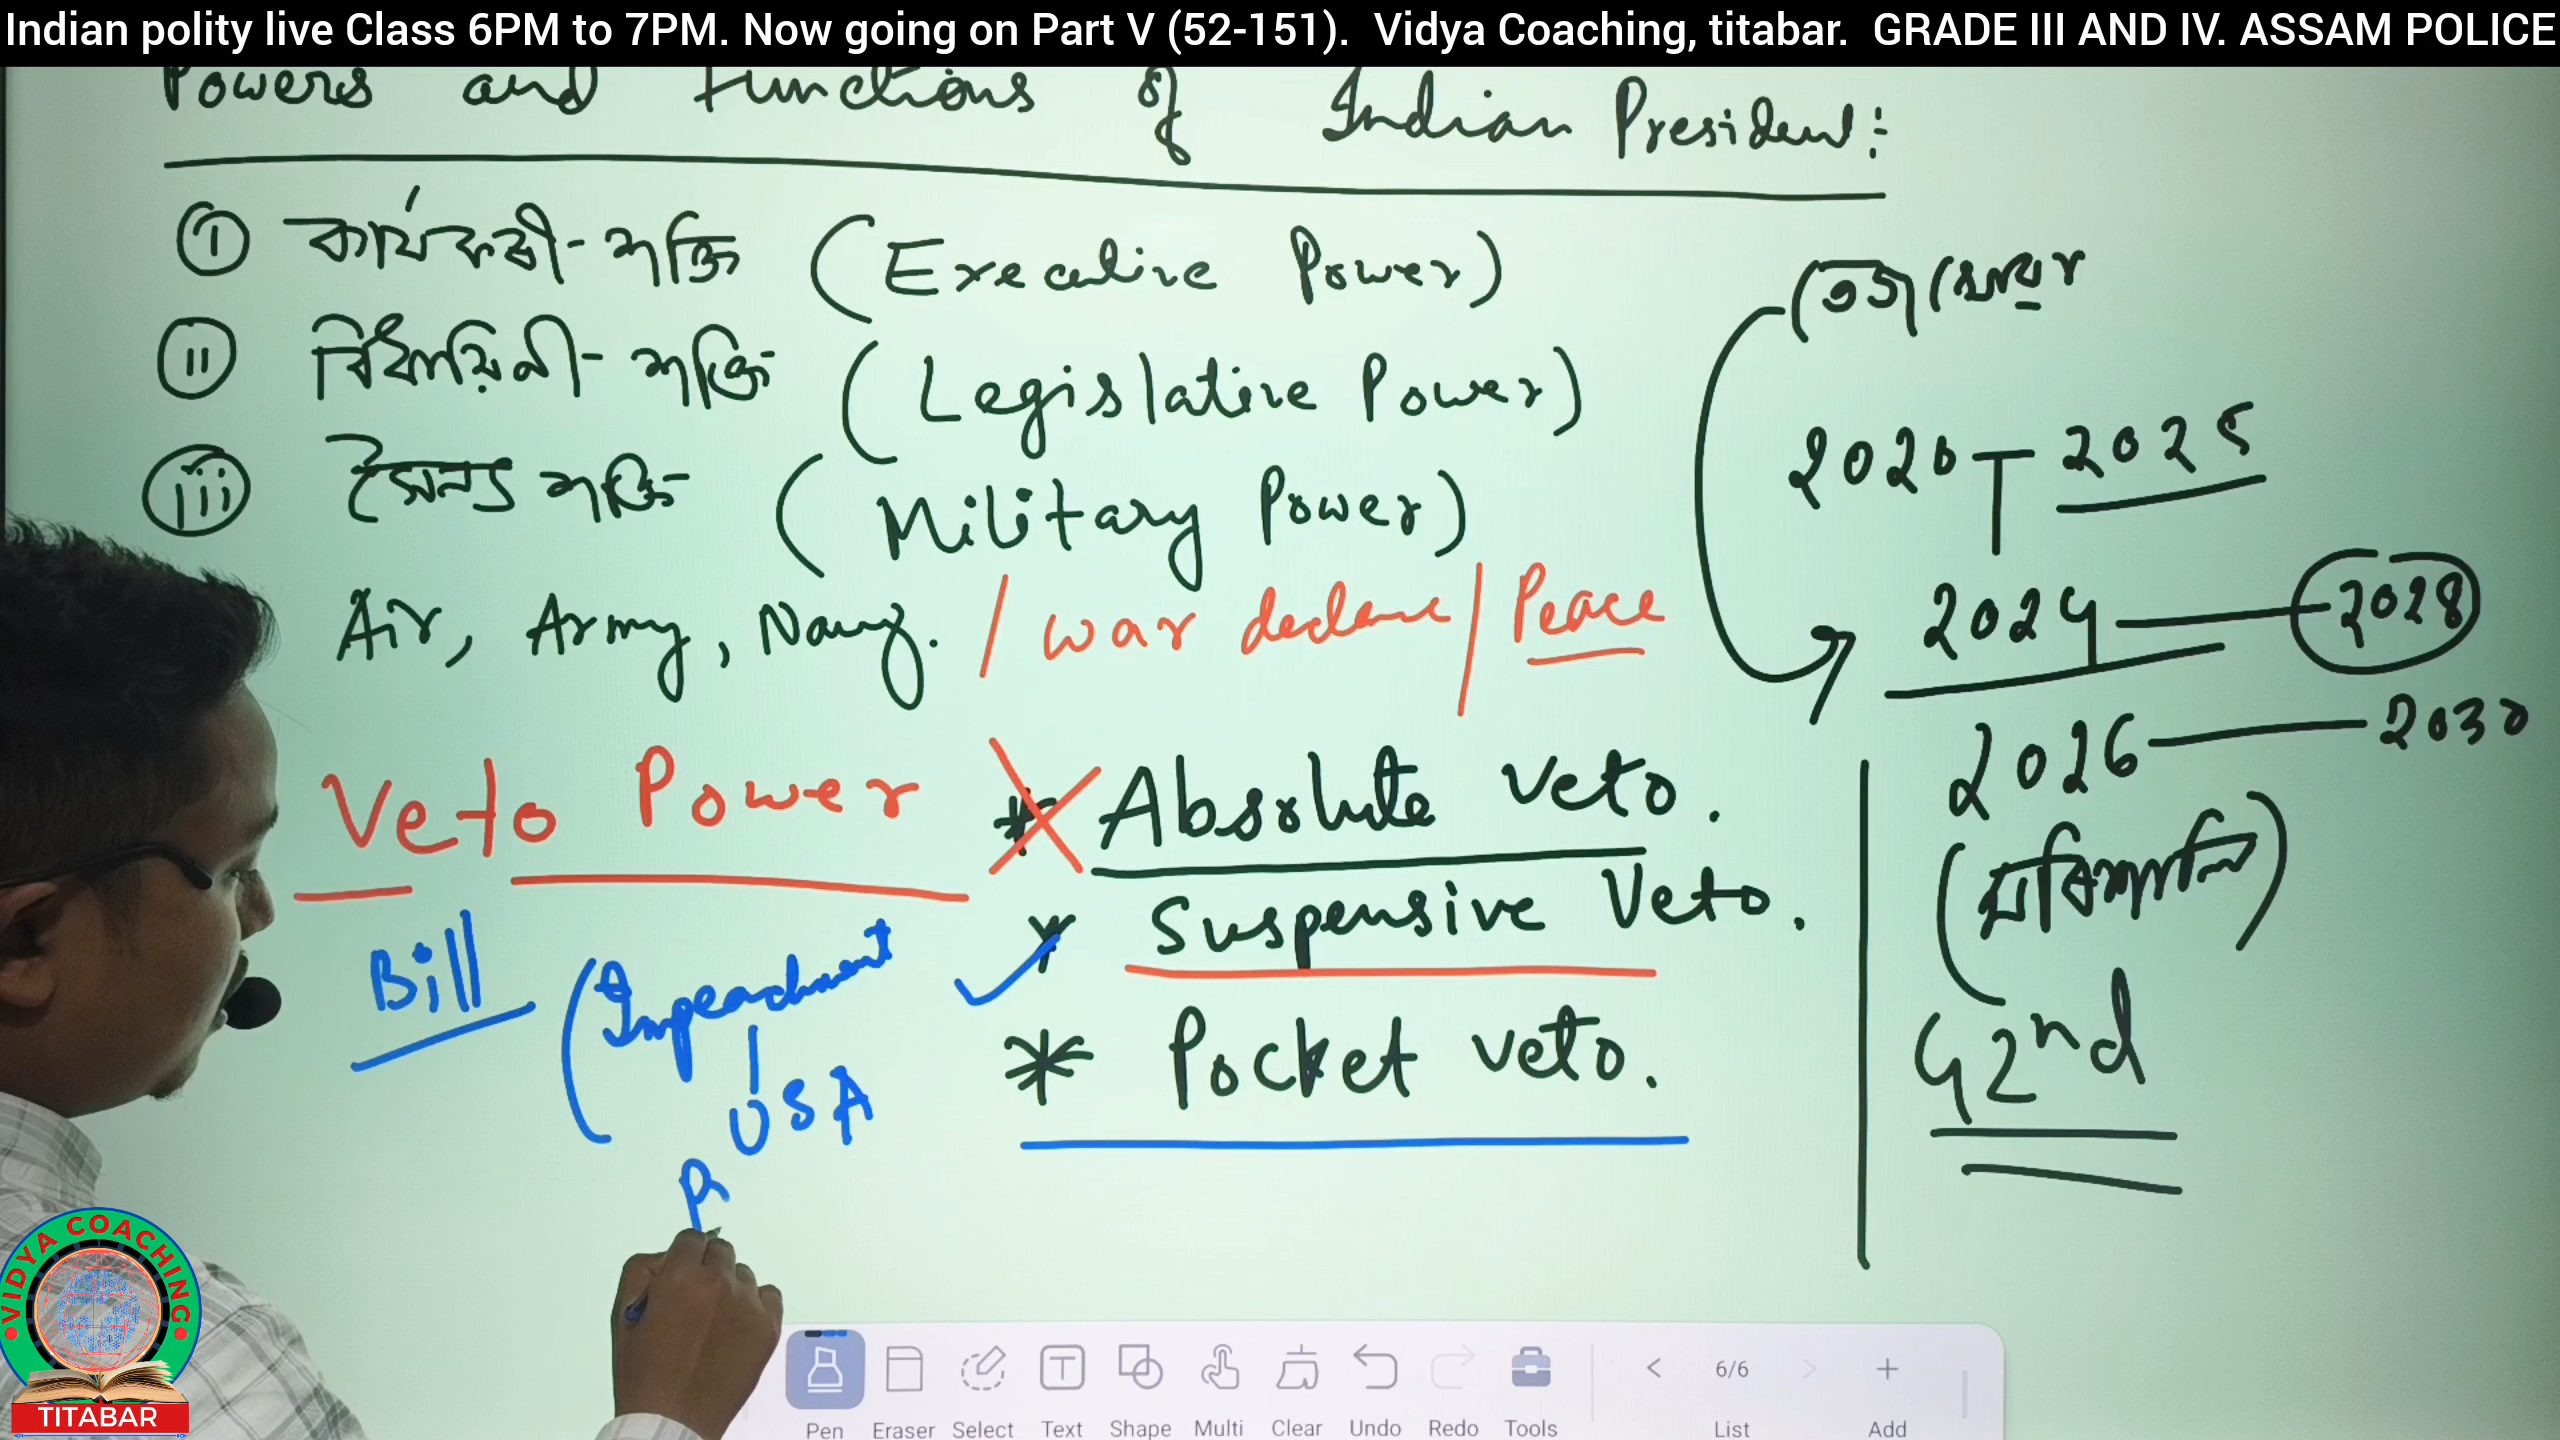 Indian polity live Class 6PM to 7PM. Now going on Part V (52-151). Vidya Coaching, titabar. GRADE III AND IV. ASSAM POLICE
Powers and Functions of Indian President:
i কাৰ্যকৰী-শক্তি (Executive Power)
ii বিধায়িনী-শক্তি (Legislative Power)
iii সৈন্য শক্তি (Military Power)
Air, Army, Navy. / war declare / Peace
Veto Power
* Absolute Veto.
* Suspensive Veto.
* Pocket veto.
Bill
(Impeachment
USA
P
2020 2025
2024 2028
2026 2030
42nd
VIDYA COACHING
TITABAR
Pen Eraser Select Text Shape Multi Clear Undo Redo Tools
< 6/6 > +
List Add